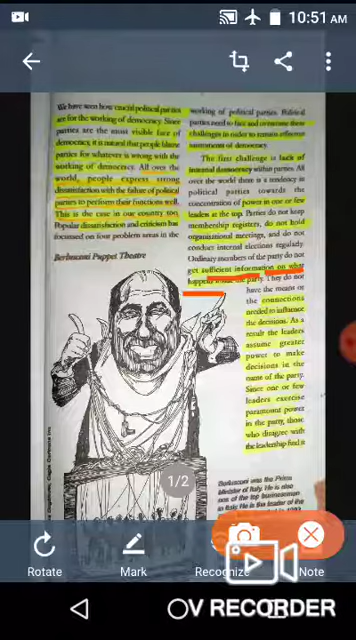 10:51 AM
We have seen how crucial political parties
are for the working of democracy. Since
parties are the most visible face of
democracy, it is natural that people blame
parties for whatever is wrong with the
working of democracy. All over the
world, people express strong
dissatisfaction with the failure of political
parties to perform their functions well.
This is the case in our country too.
Popular dissatisfaction and criticism has
focussed on four problem areas in the
working of political parties. Political
parties need to face and overcome these
challenges in order to remain effective
instruments of democracy.
The first challenge is lack of
internal democracy within parties. All
over the world there is a tendency in
political parties towards the
concentration of power in one or few
leaders at the top. Parties do not keep
membership registers, do not hold
organisational meetings, and do not
conduct internal elections regularly.
Ordinary members of the party do not
get sufficient information on what
happens inside the party. They do not
have the means or
the connections
needed to influence
the decisions. As a
result the leaders
assume greater
power to make
decisions in the
name of the party.
Since one or few
leaders exercise
paramount power
in the party, those
who disagree with
the leadership find it
Berlusconi Puppet Theatre
Cagle Cartoons Inc.
Berlusconi was the Prime
Minister of Italy. He is also
one of the top businessmen
in Italy. He is the leader of the
1/2
Rotate
Mark
Note
V RECORDER